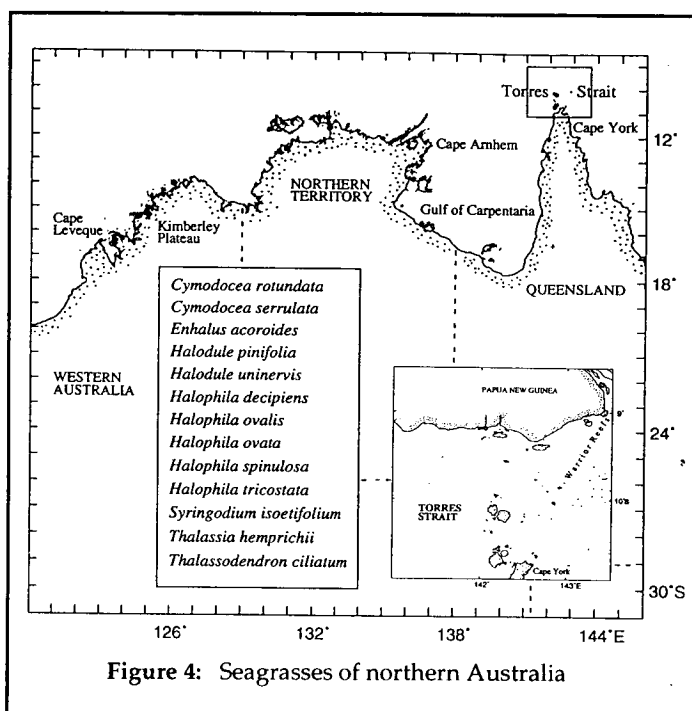 Torres Strait
Cape York
12°
Cape Arnhem
NORTHERN
TERRITORY
Gulf of Carpentaria
Cape
Leveque
Kimberley
Plateau
18°
QUEENSLAND
WESTERN
AUSTRALIA
Cymodocea rotundata
Cymodocea serrulata
Enhalus acoroides
Halodule pinifolia
Halodule uninervis
Halophila decipiens
Halophila ovalis
Halophila ovata
Halophila spinulosa
Halophila tricostata
Syringodium isoetifolium
Thalassia hemprichii
Thalassodendron ciliatum
PAPUA NEW GUINEA
9°
Warrior Reefs
10°S
TORRES
STRAIT
Cape York
142° 143°E
24°
30°S
126° 132° 138° 144°E
Figure 4: Seagrasses of northern Australia